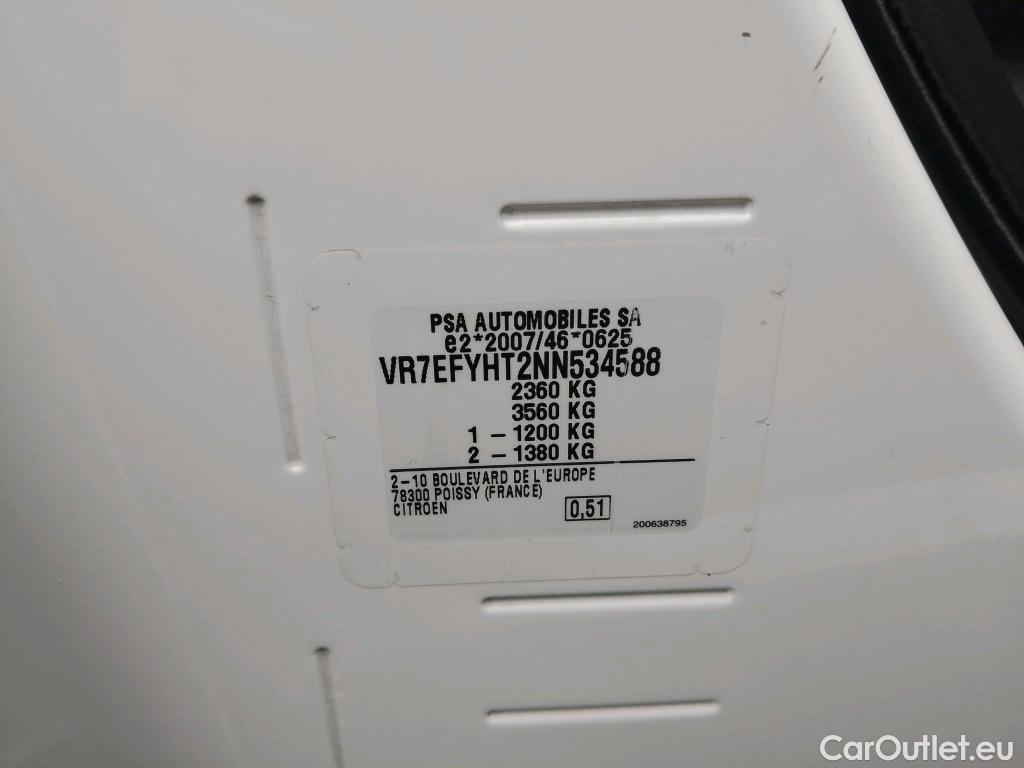 PSA AUTOMOBILES SA
e2*2007/46*0625
VR7EFYHT2NN534588
2360 KG
3560 KG
1 – 1200 KG
2 – 1380 KG
2–10 BOULEVARD DE L'EUROPE
78300 POISSY (FRANCE)
CITROEN
0,51
200638795
CarOutlet.eu